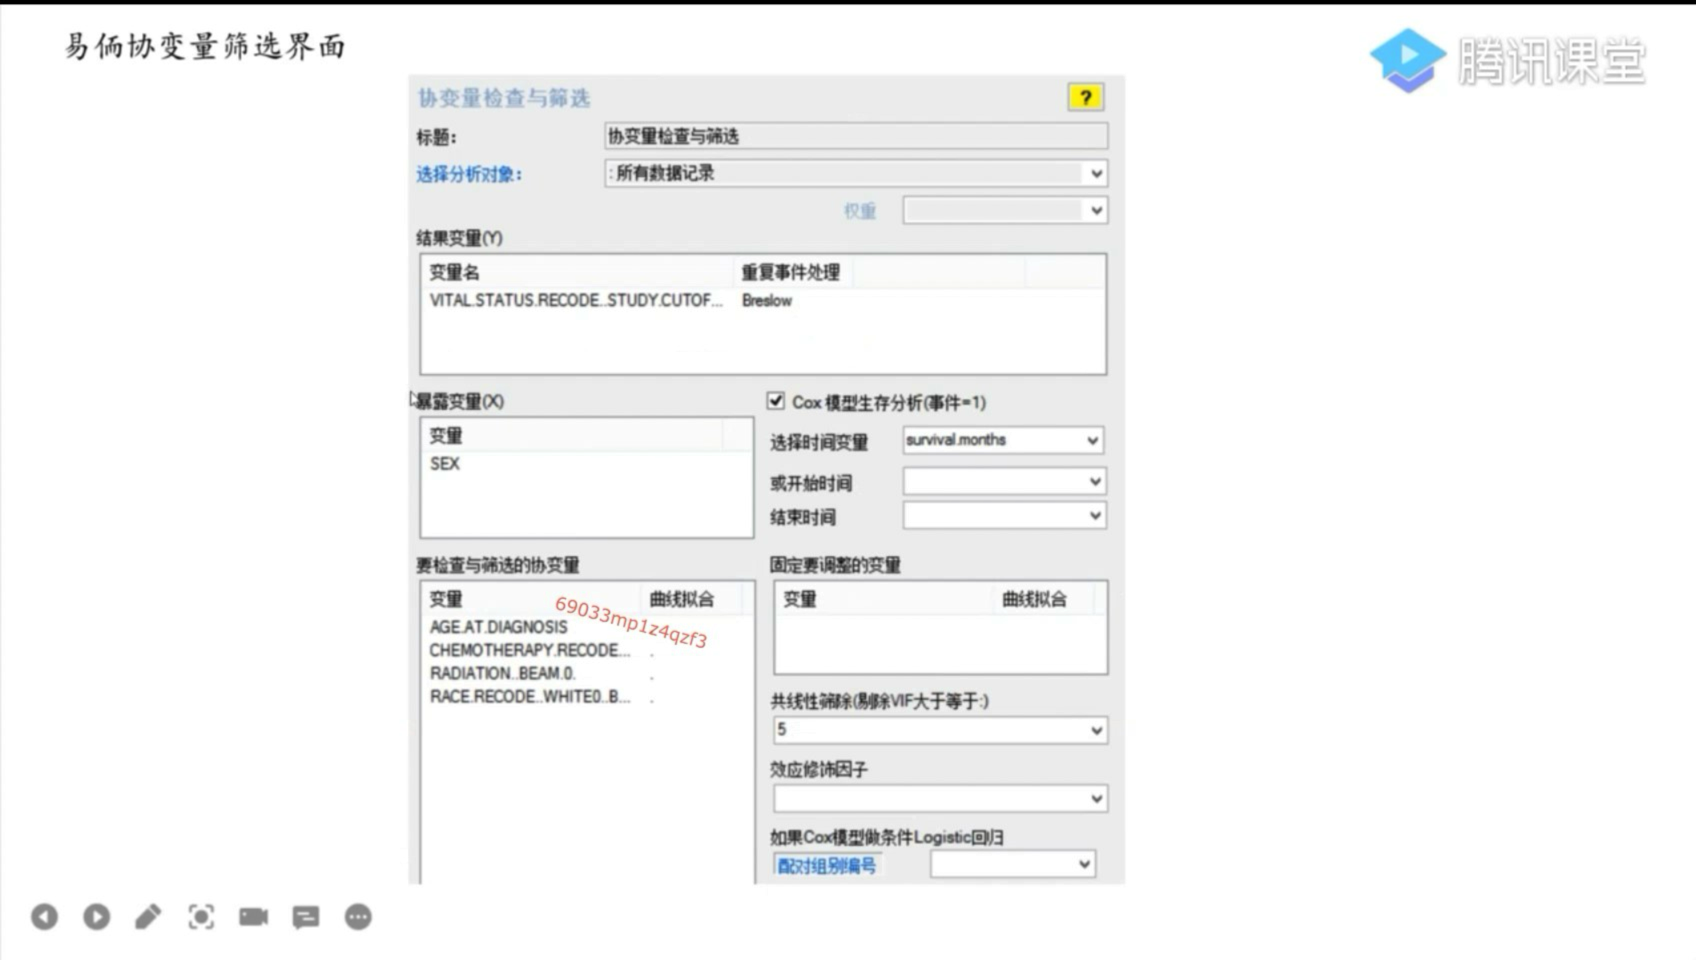 易侕协变量筛选界面
腾讯课堂
协变量检查与筛选
?
标题:
协变量检查与筛选
选择分析对象:
: 所有数据记录
权重
结果变量(Y)
变量名 重复事件处理
VITAL.STATUS.RECODE..STUDY.CUTOF... Breslow
暴露变量(X)
变量
SEX
Cox 模型生存分析(事件=1)
选择时间变量 survival.months
或开始时间
结束时间
要检查与筛选的协变量
变量 曲线拟合
AGE.AT.DIAGNOSIS
CHEMOTHERAPY.RECODE... .
RADIATION..BEAM.0. .
RACE.RECODE..WHITE0..B... .
69033mp1z4qzf3
固定要调整的变量
变量 曲线拟合
共线性筛除(剔除VIF大于等于:)
5
效应修饰因子
如果Cox模型做条件Logistic回归
配对组别编号